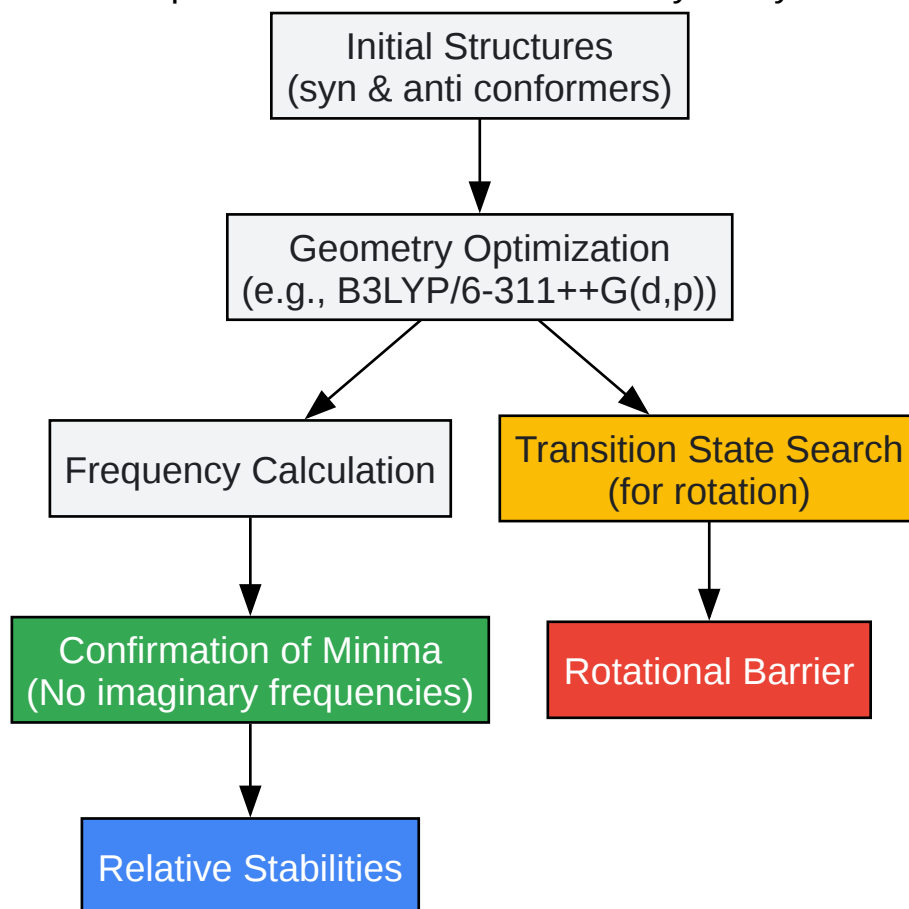 Initial Structures
(syn & anti conformers)
Geometry Optimization
(e.g., B3LYP/6-311++G(d,p))
Frequency Calculation
Transition State Search
(for rotation)
Confirmation of Minima
(No imaginary frequencies)
Rotational Barrier
Relative Stabilities